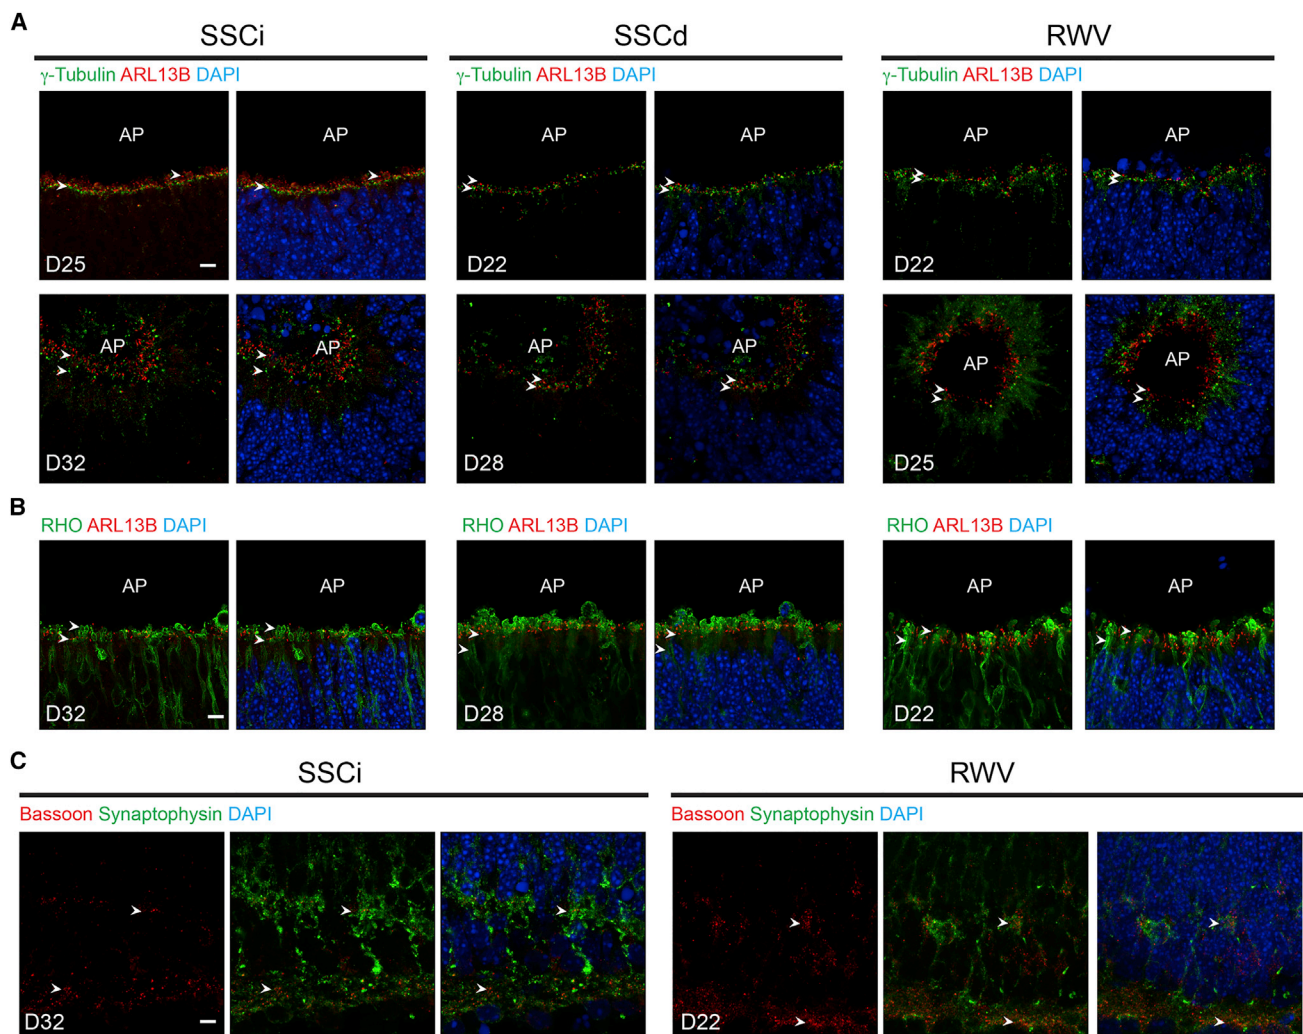 A
SSCi
SSCd
RWV
γ-Tubulin ARL13B DAPI
γ-Tubulin ARL13B DAPI
γ-Tubulin ARL13B DAPI
AP
AP
AP
AP
AP
AP
D25
D22
D22
AP
AP
AP
AP
AP
AP
D32
D28
D25
B
RHO ARL13B DAPI
RHO ARL13B DAPI
RHO ARL13B DAPI
AP
AP
AP
AP
AP
AP
D32
D28
D22
C
SSCi
RWV
Bassoon Synaptophysin DAPI
Bassoon Synaptophysin DAPI
D32
D22